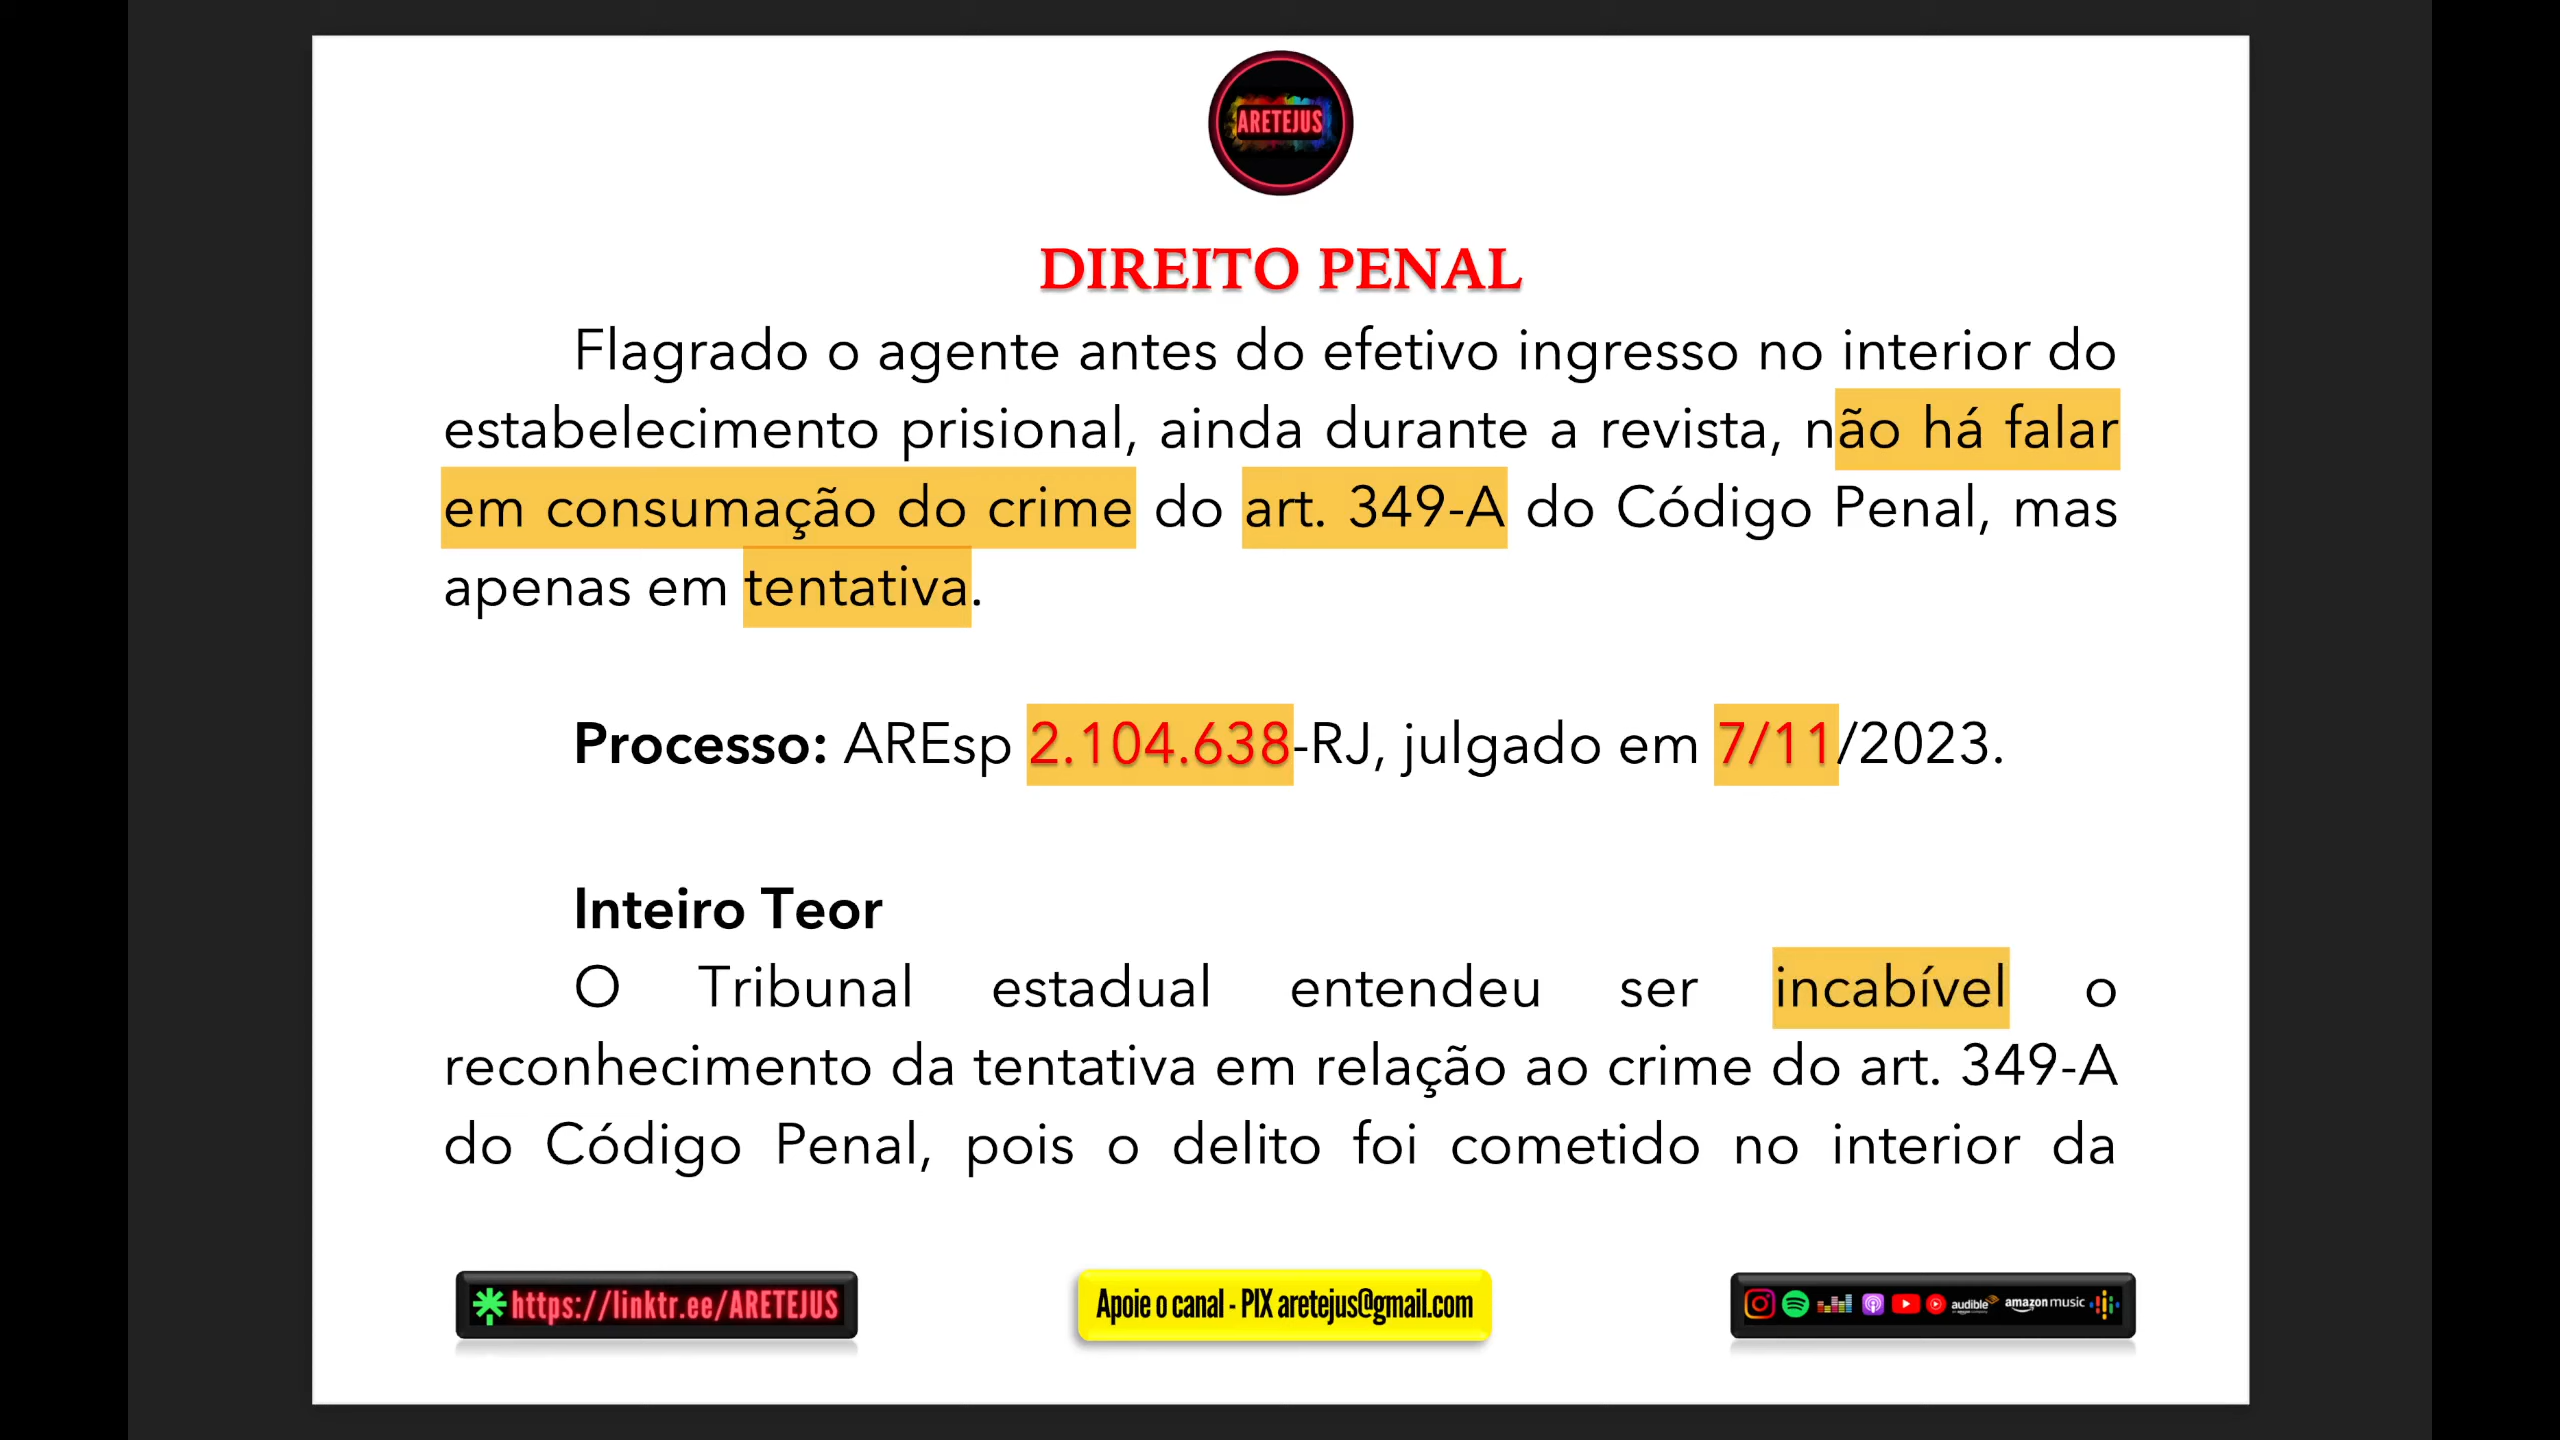 ARETEJUS
DIREITO PENAL
Flagrado o agente antes do efetivo ingresso no interior do
estabelecimento prisional, ainda durante a revista, não há falar
em consumação do crime do art. 349-A do Código Penal, mas
apenas em tentativa.
Processo: AREsp 2.104.638-RJ, julgado em 7/11/2023.
Inteiro Teor
O Tribunal estadual entendeu ser incabível o
reconhecimento da tentativa em relação ao crime do art. 349-A
do Código Penal, pois o delito foi cometido no interior da
https://linktr.ee/ARETEJUS
Apoie o canal - PIX aretejus@gmail.com
audible amazon music